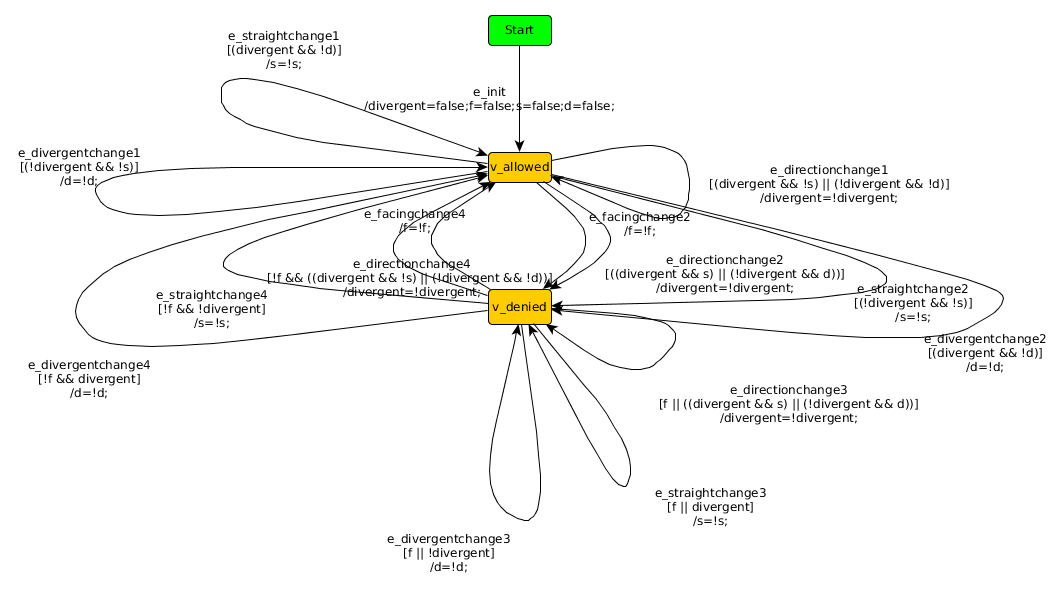 Start
e_straightchange1
[(divergent && !d)]
/s=!s;
e_init
/divergent=false;f=false;s=false;d=false;
e_divergentchange1
[(!divergent && !s)]
/d=!d;
v_allowed
e_directionchange1
[(divergent && !s) || (!divergent && !d)]
/divergent=!divergent;
e_facingchange4
/f=!f;
e_facingchange2
/f=!f;
e_directionchange4
[!f && ((divergent && !s) || (!divergent && !d))]
/divergent=!divergent;
e_directionchange2
[((divergent && s) || (!divergent && d))]
/divergent=!divergent;
e_straightchange4
[!f && !divergent]
/s=!s;
e_straightchange2
[(!divergent && !s)]
/s=!s;
v_denied
e_divergentchange2
[(divergent && !d)]
/d=!d;
e_divergentchange4
[!f && divergent]
/d=!d;
e_directionchange3
[f || ((divergent && s) || (!divergent && d))]
/divergent=!divergent;
e_straightchange3
[f || divergent]
/s=!s;
e_divergentchange3
[f || !divergent]
/d=!d;